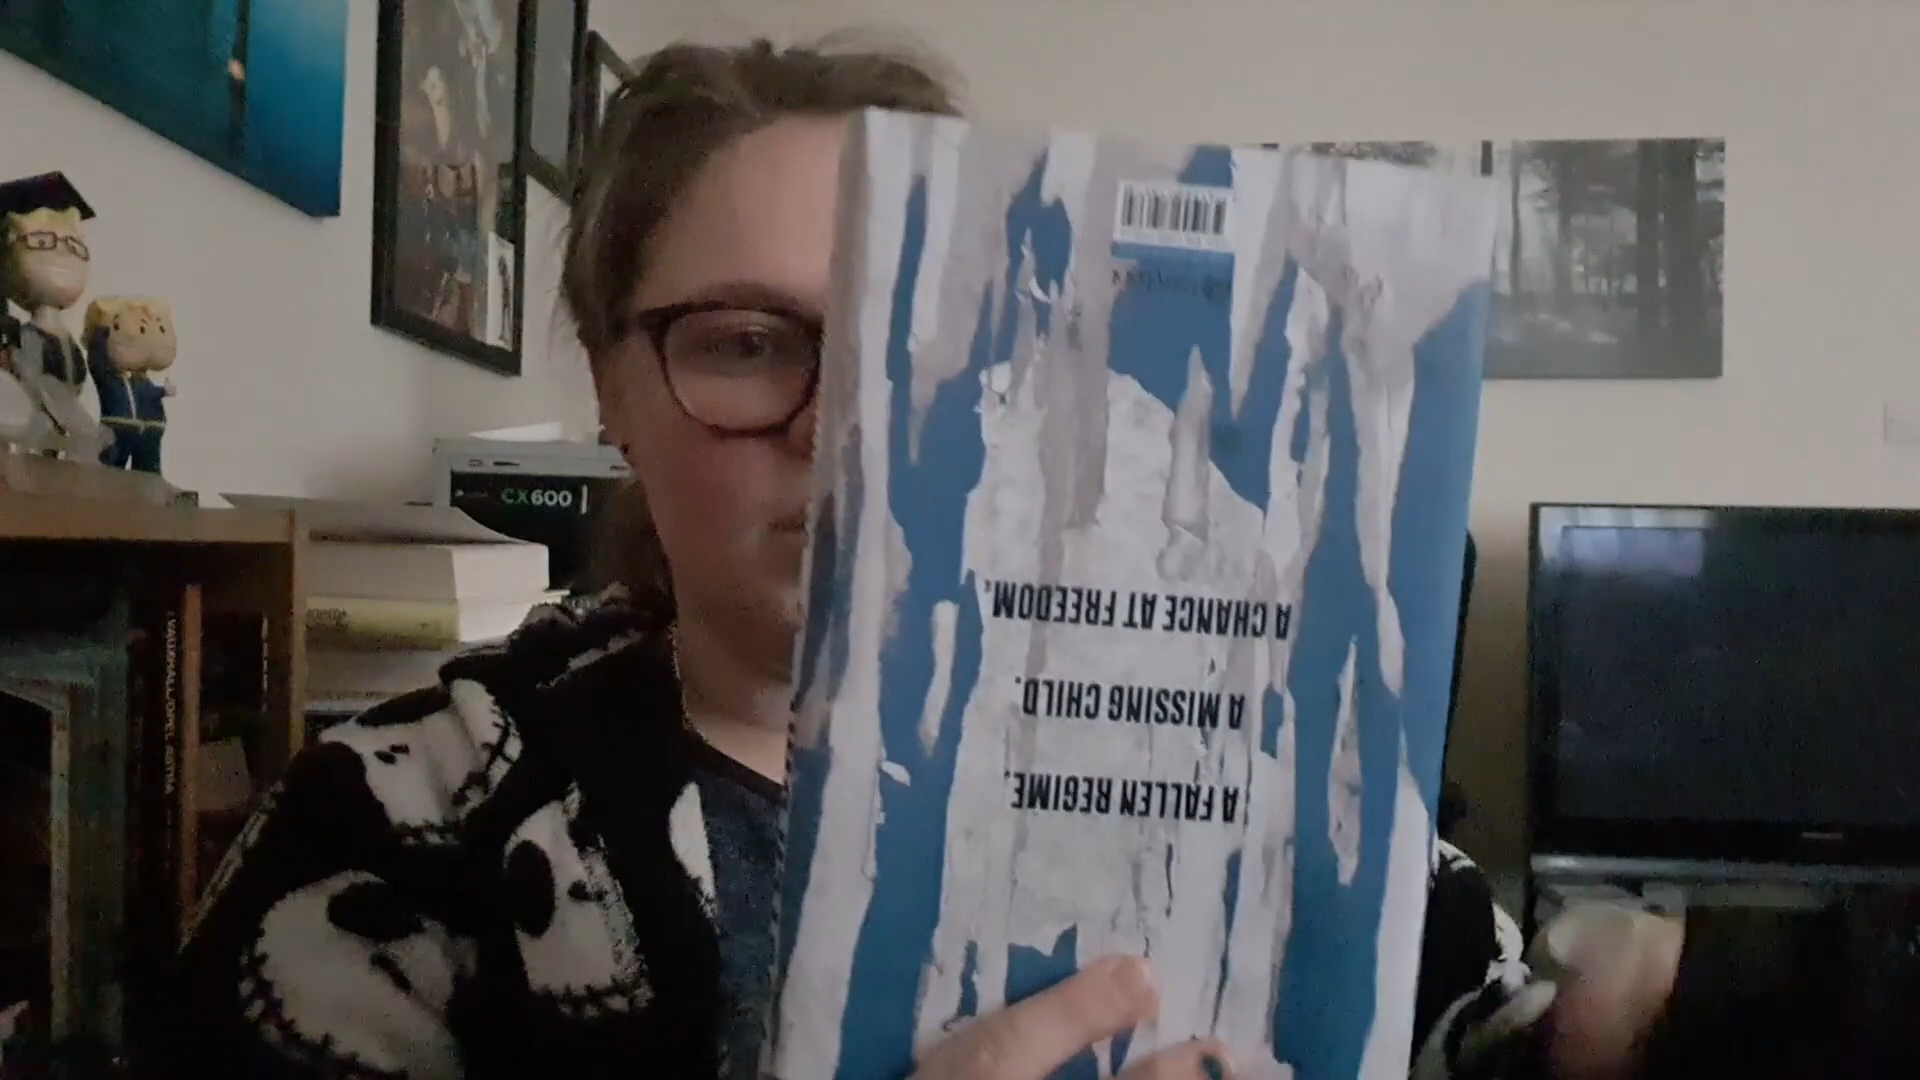 CX600
A FALLEN REGIME.
A MISSING CHILD.
A CHANCE AT FREEDOM.